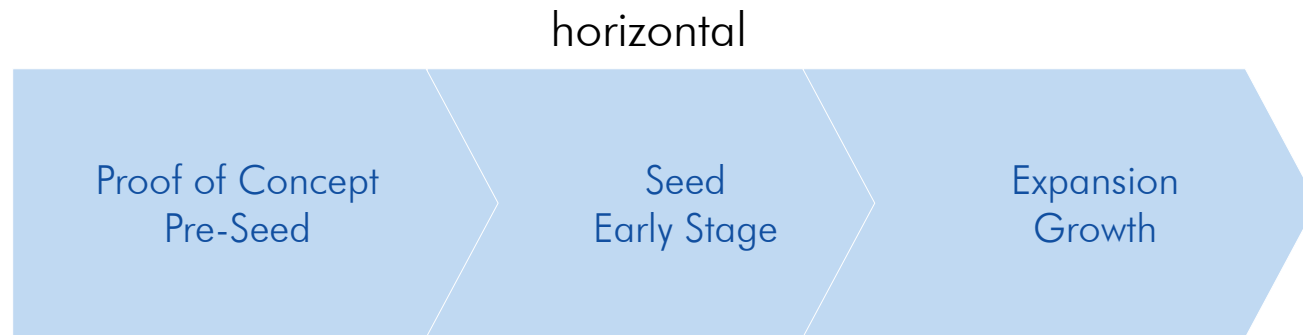 horizontal
Proof of Concept
Pre-Seed
Seed
Early Stage
Expansion
Growth